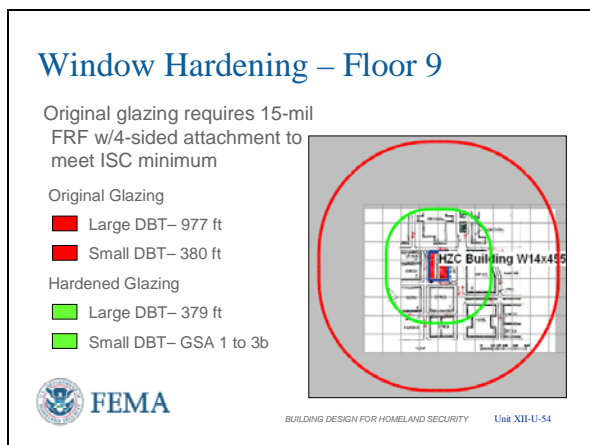 Window Hardening – Floor 9
Original glazing requires 15-mil
FRF w/4-sided attachment to
meet ISC minimum
Original Glazing
Large DBT– 977 ft
Small DBT– 380 ft
Hardened Glazing
Large DBT– 379 ft
Small DBT– GSA 1 to 3b
HZC Building W14x455
FEMA
BUILDING DESIGN FOR HOMELAND SECURITY
Unit XII-U-54